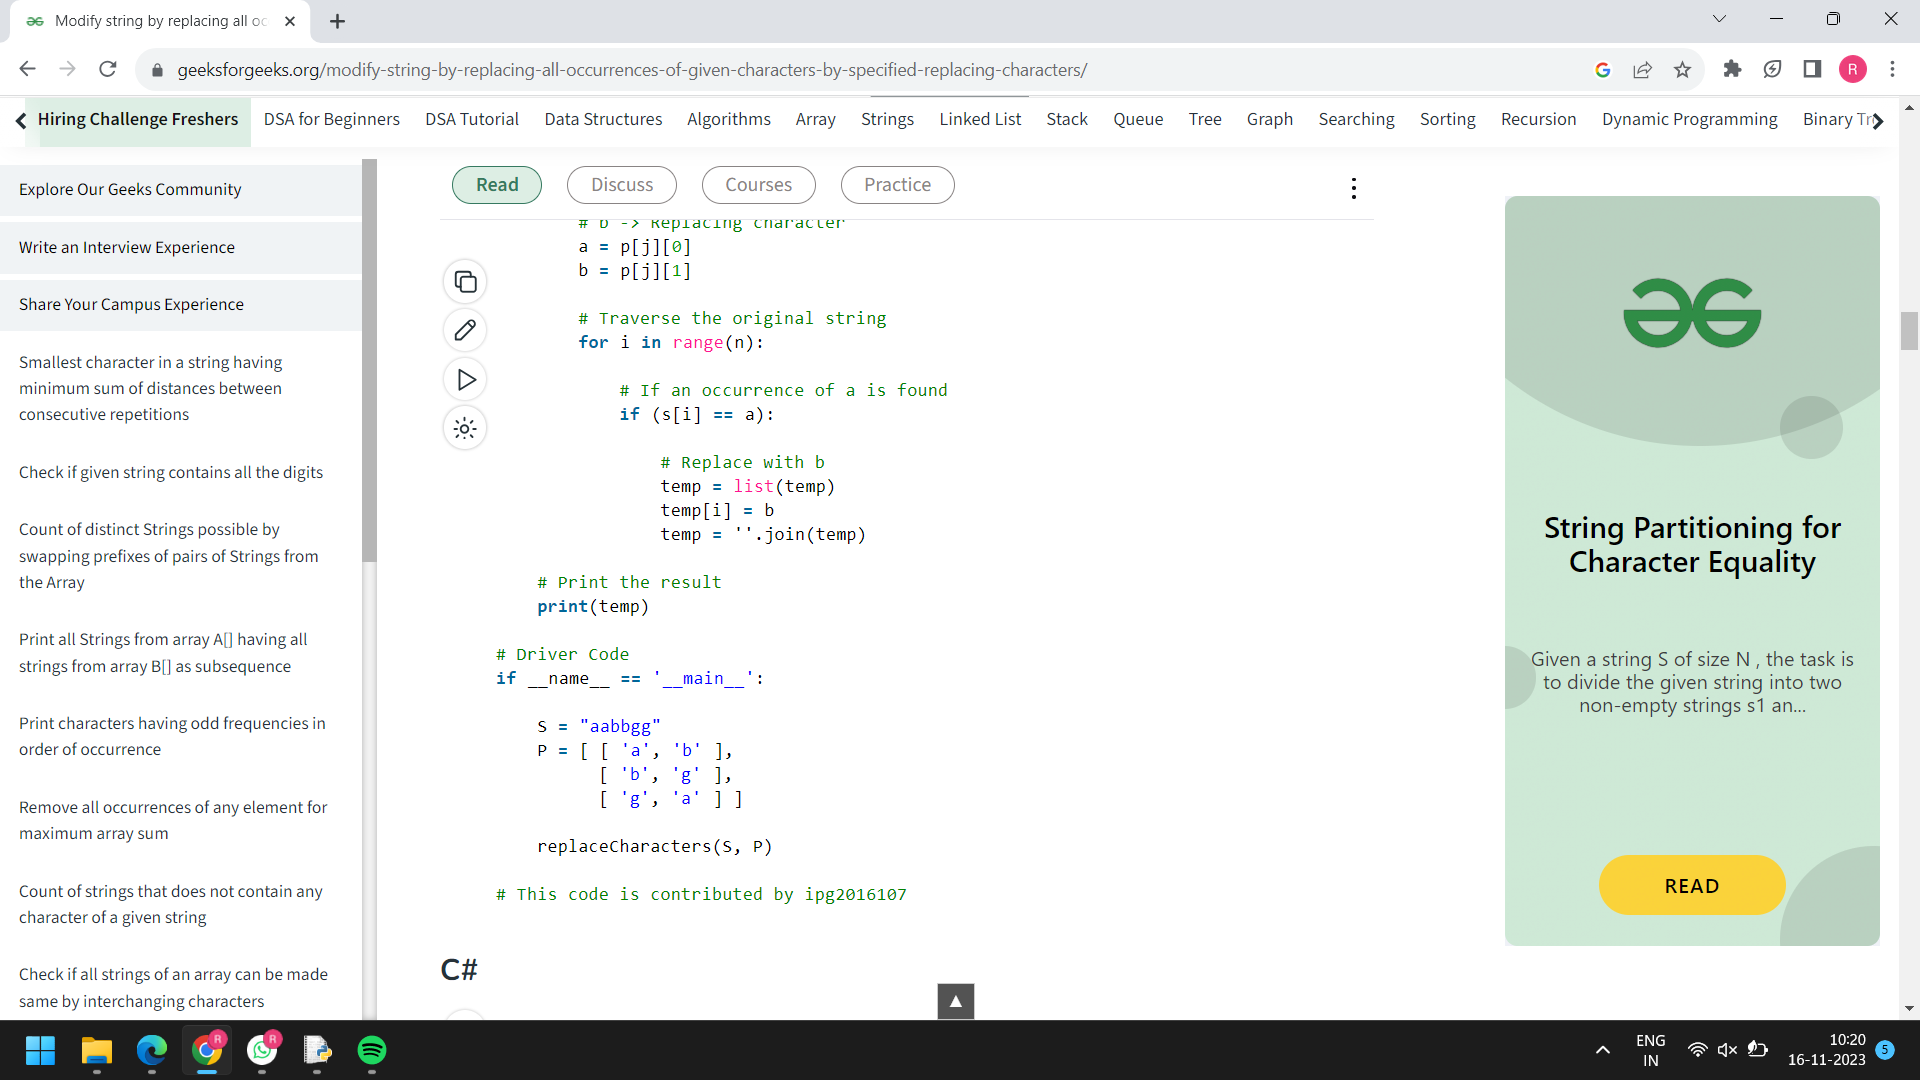 Modify string by replacing all oc
geeksforgeeks.org/modify-string-by-replacing-all-occurrences-of-given-characters-by-specified-replacing-characters/
R
Hiring Challenge Freshers DSA for Beginners DSA Tutorial Data Structures Algorithms Array Strings Linked List Stack Queue Tree Graph Searching Sorting Recursion Dynamic Programming Binary Tr
Explore Our Geeks Community
Write an Interview Experience
Share Your Campus Experience
Smallest character in a string having
minimum sum of distances between
consecutive repetitions
Check if given string contains all the digits
Count of distinct Strings possible by
swapping prefixes of pairs of Strings from
the Array
Print all Strings from array A[] having all
strings from array B[] as subsequence
Print characters having odd frequencies in
order of occurrence
Remove all occurrences of any element for
maximum array sum
Count of strings that does not contain any
character of a given string
Check if all strings of an array can be made
same by interchanging characters
Read Discuss Courses Practice
# b -> Replacing character
a = p[j][0]
b = p[j][1]
# Traverse the original string
for i in range(n):
# If an occurrence of a is found
if (s[i] == a):
# Replace with b
temp = list(temp)
temp[i] = b
temp = ''.join(temp)
# Print the result
print(temp)
# Driver Code
if __name__ == '__main__':
S = "aabbgg"
P = [ [ 'a', 'b' ],
[ 'b', 'g' ],
[ 'g', 'a' ] ]
replaceCharacters(S, P)
# This code is contributed by ipg2016107
C#
String Partitioning for
Character Equality
Given a string S of size N , the task is
to divide the given string into two
non-empty strings s1 an...
READ
R
R
ENG
IN
10:20
16-11-2023
5